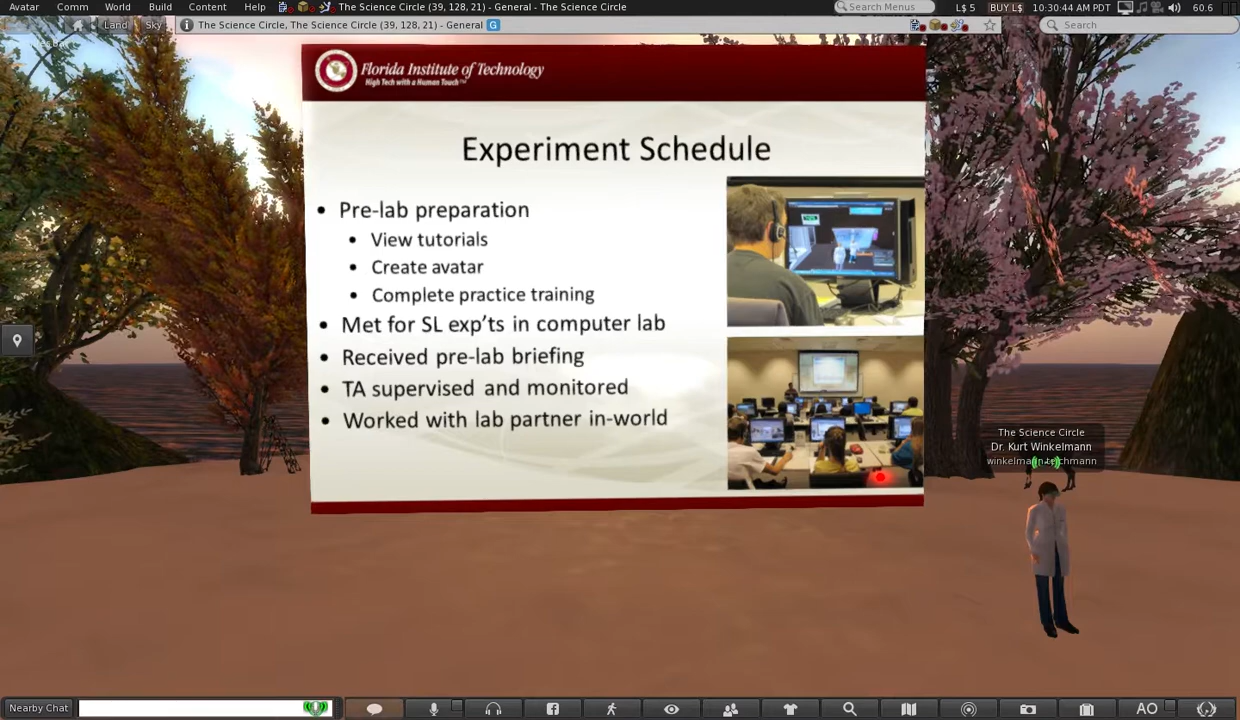 Avatar Comm World Build Content Help The Science Circle (39, 128, 21) - General - The Science Circle Search Menus L$ 5 BUY L$ 10:30:44 AM PDT 60.6
Land Sky The Science Circle, The Science Circle (39, 128, 21) - General G Search
Florida Institute of Technology
High Tech with a Human Touch™
Experiment Schedule
• Pre-lab preparation
• View tutorials
• Create avatar
• Complete practice training
• Met for SL exp'ts in computer lab
• Received pre-lab briefing
• TA supervised and monitored
• Worked with lab partner in-world
The Science Circle
Dr. Kurt Winkelmann
Nearby Chat AO